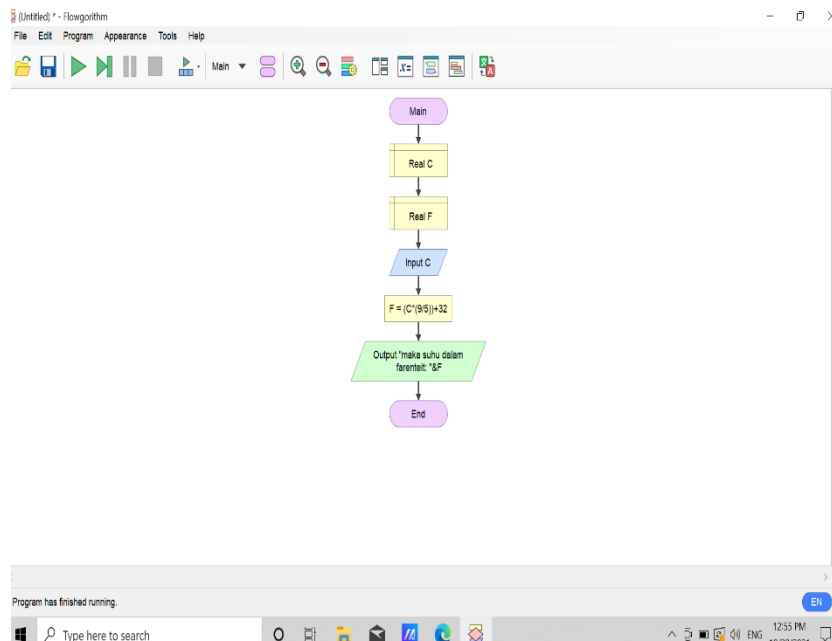 (Untitled) * - Flowgorithm
File Edit Program Appearance Tools Help
Main
x=
A
Main
Real C
Real F
Input C
F = (C*(9/5))+32
Output "maka suhu dalam
farenteit: "&F
End
Program has finished running.
EN
Type here to search
ENG
12:55 PM